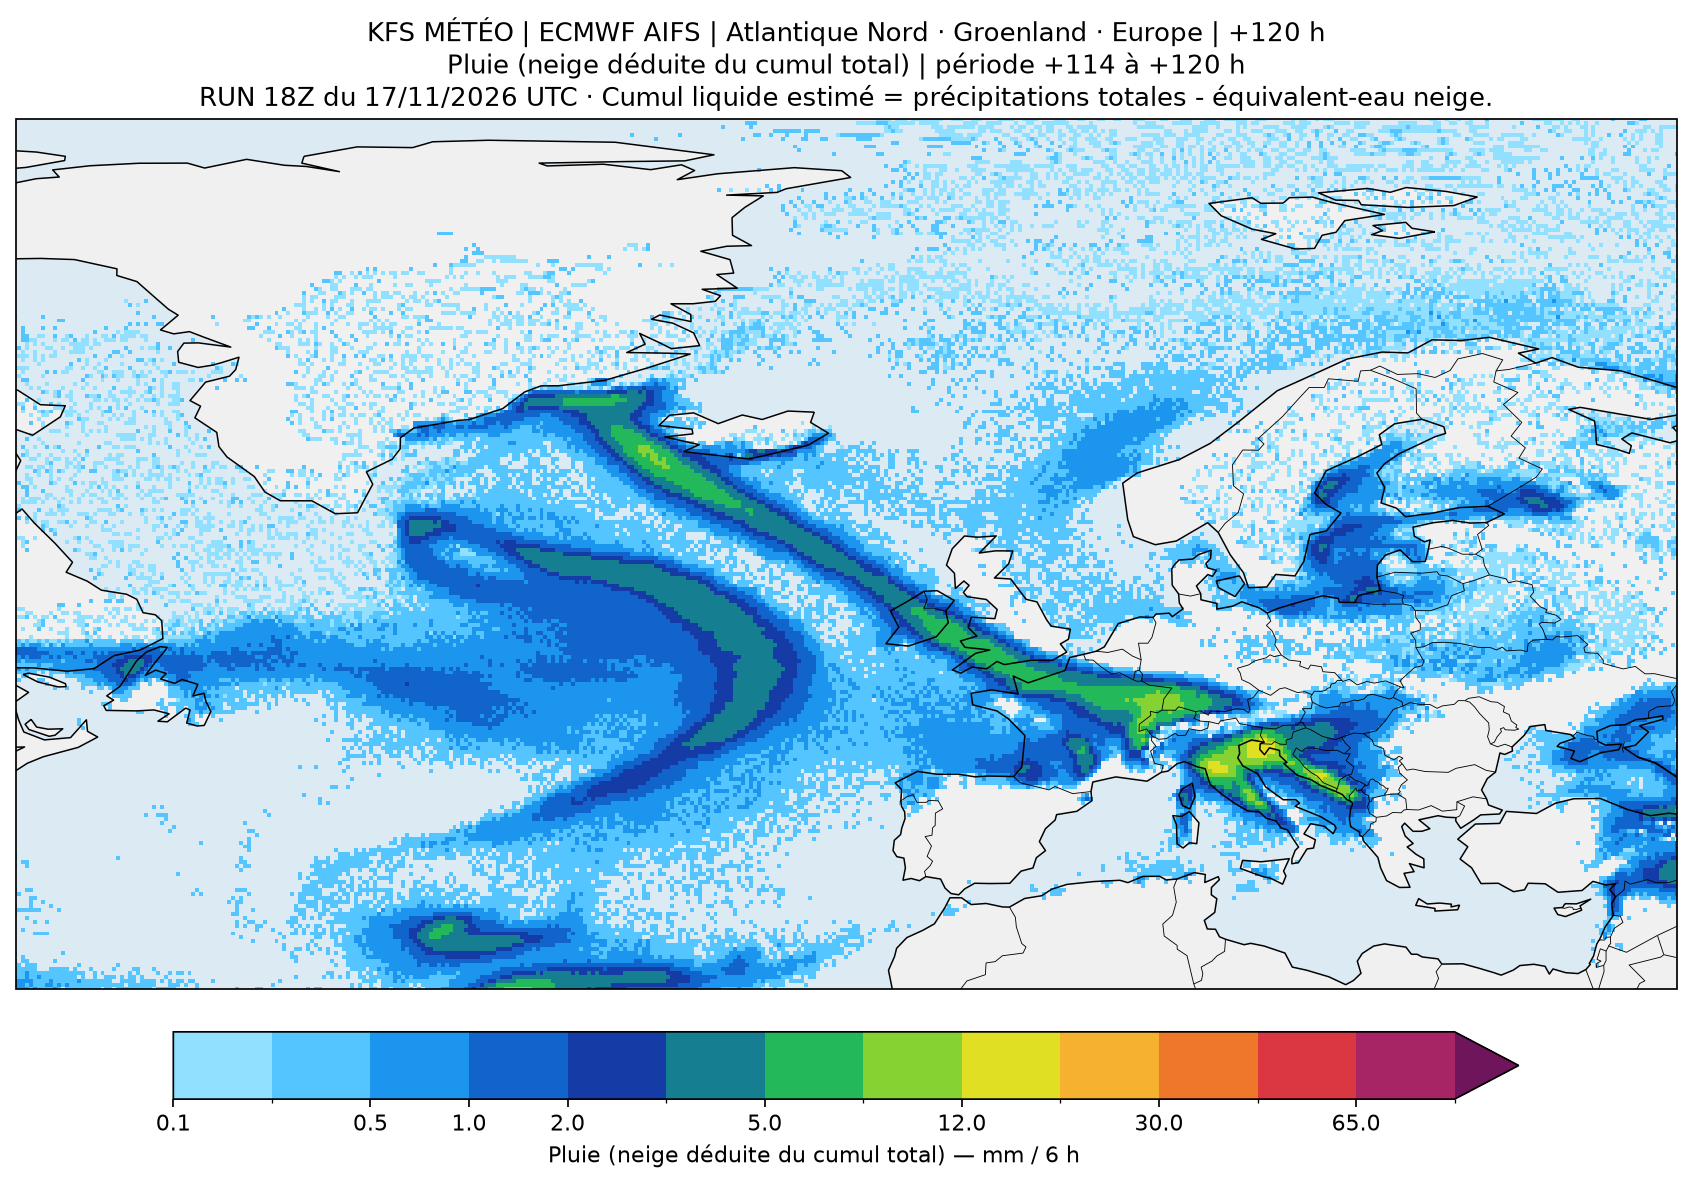 KFS MÉTÉO | ECMWF AIFS | Atlantique Nord · Groenland · Europe | +120 h
Pluie (neige déduite du cumul total) | période +114 à +120 h
RUN 18Z du 17/11/2026 UTC · Cumul liquide estimé = précipitations totales - équivalent-eau neige.
0.1 0.5 1.0 2.0 5.0 12.0 30.0 65.0
Pluie (neige déduite du cumul total) — mm / 6 h